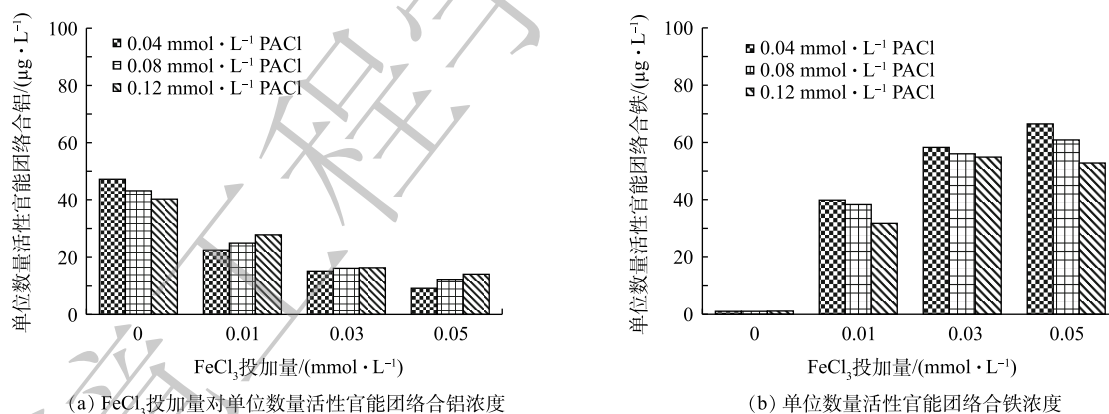 100
80
60
40
20
0
单位数量活性官能团络合铝/(μg·L⁻¹)
0.04 mmol·L⁻¹ PACl
0.08 mmol·L⁻¹ PACl
0.12 mmol·L⁻¹ PACl
0 0.01 0.03 0.05
FeCl₃投加量/(mmol·L⁻¹)
(a) FeCl₃投加量对单位数量活性官能团络合铝浓度
100
80
60
40
20
0
单位数量活性官能团络合铁/(μg·L⁻¹)
0.04 mmol·L⁻¹ PACl
0.08 mmol·L⁻¹ PACl
0.12 mmol·L⁻¹ PACl
0 0.01 0.03 0.05
FeCl₃投加量/(mmol·L⁻¹)
(b) 单位数量活性官能团络合铁浓度
工程学